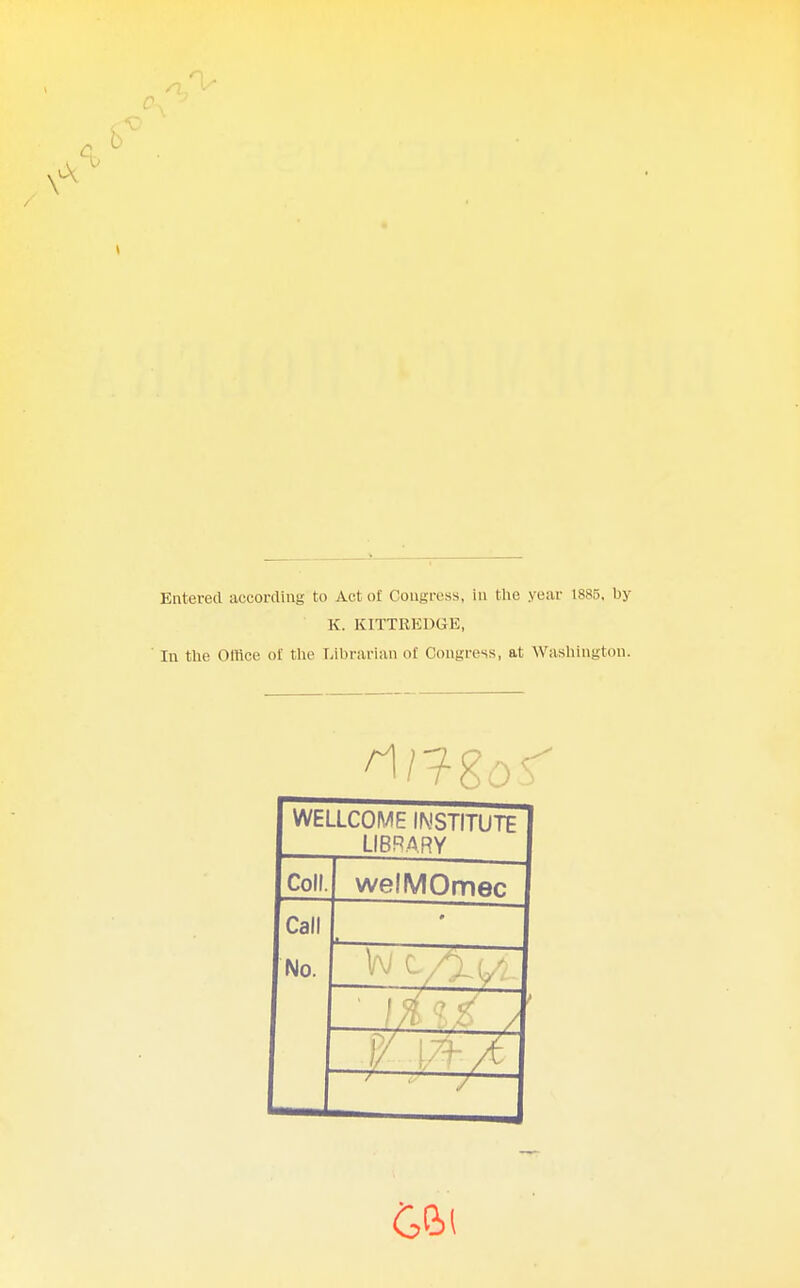 Entered according to Act of Congress, in the year 1885, by
K. KITTREDGE,
In the Office of the Librarian of Congress, at Washington.
M17805
WELLCOME INSTITUTE
LIBRARY
Coll. welMOmec
Call
No.